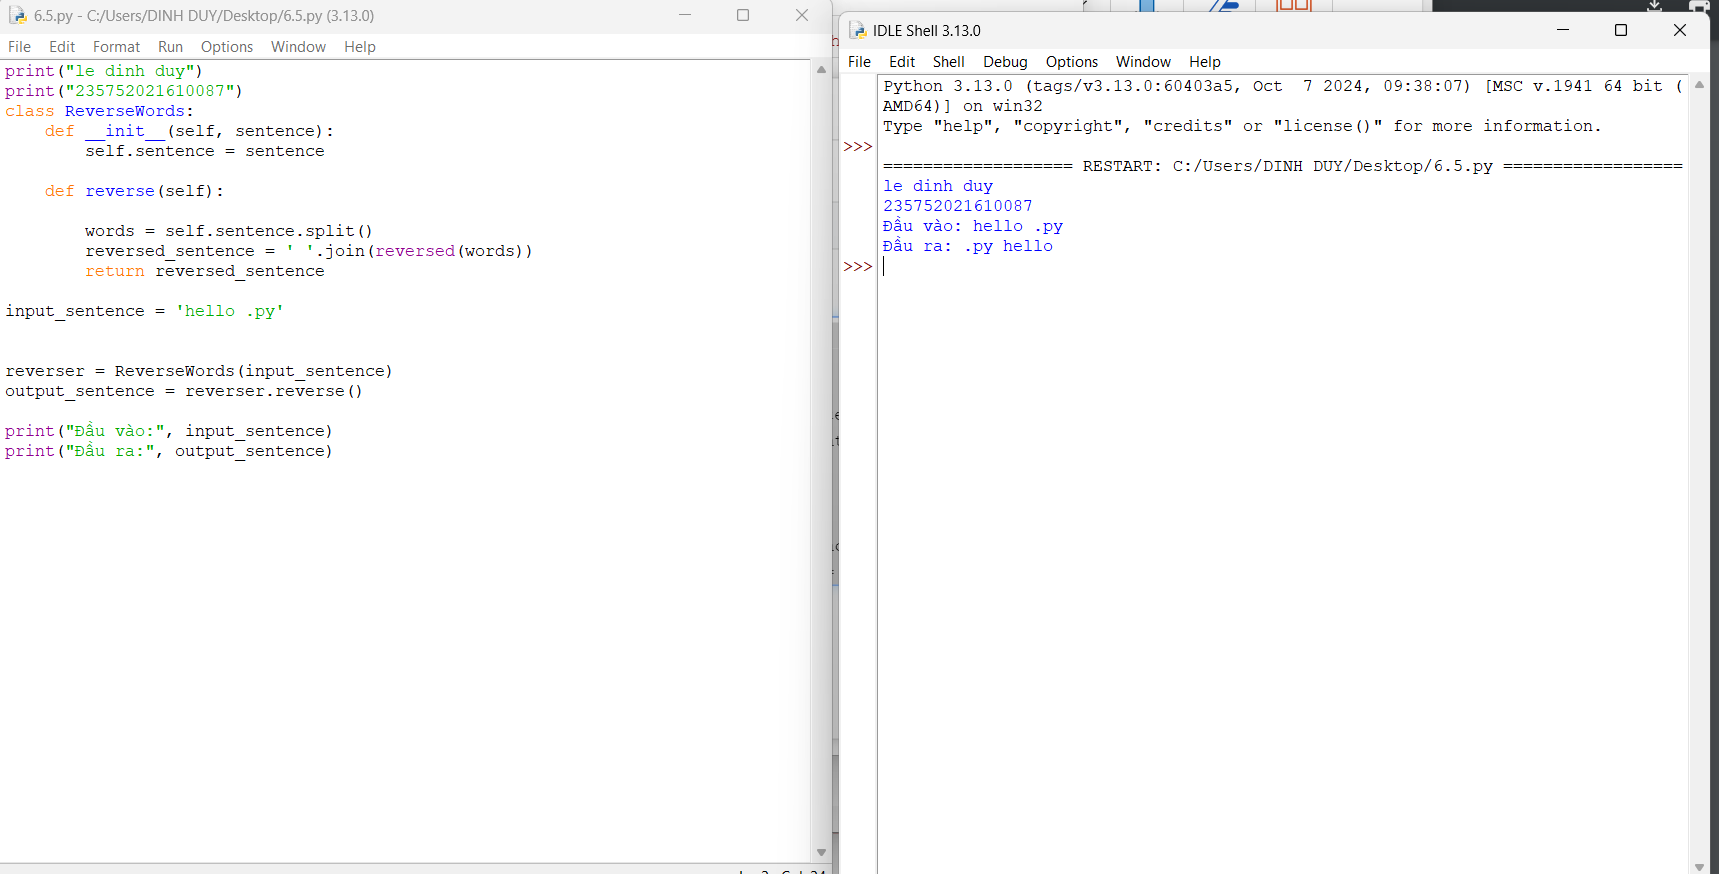 6.5.py - C:/Users/DINH DUY/Desktop/6.5.py (3.13.0)
File Edit Format Run Options Window Help
print("le dinh duy")
print("235752021610087")
class ReverseWords:
    def __init__(self, sentence):
        self.sentence = sentence
    def reverse(self):
        words = self.sentence.split()
        reversed_sentence = ' '.join(reversed(words))
        return reversed_sentence
input_sentence = 'hello .py'
reverser = ReverseWords(input_sentence)
output_sentence = reverser.reverse()
print("Đầu vào:", input_sentence)
print("Đầu ra:", output_sentence)
IDLE Shell 3.13.0
File Edit Shell Debug Options Window Help
Python 3.13.0 (tags/v3.13.0:60403a5, Oct  7 2024, 09:38:07) [MSC v.1941 64 bit (
AMD64)] on win32
Type "help", "copyright", "credits" or "license()" for more information.
>>>
=================== RESTART: C:/Users/DINH DUY/Desktop/6.5.py ==================
le dinh duy
235752021610087
Đầu vào: hello .py
Đầu ra: .py hello
>>>